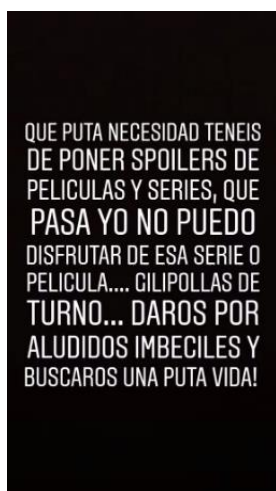 QUE PUTA NECESIDAD TENEIS
DE PONER SPOILERS DE
PELICULAS Y SERIES, QUE
PASA YO NO PUEDO
DISFRUTAR DE ESA SERIE O
PELICULA.... GILIPOLLAS DE
TURNO... DAROS POR
ALUDIDOS IMBECILES Y
BUSCAROS UNA PUTA VIDA!